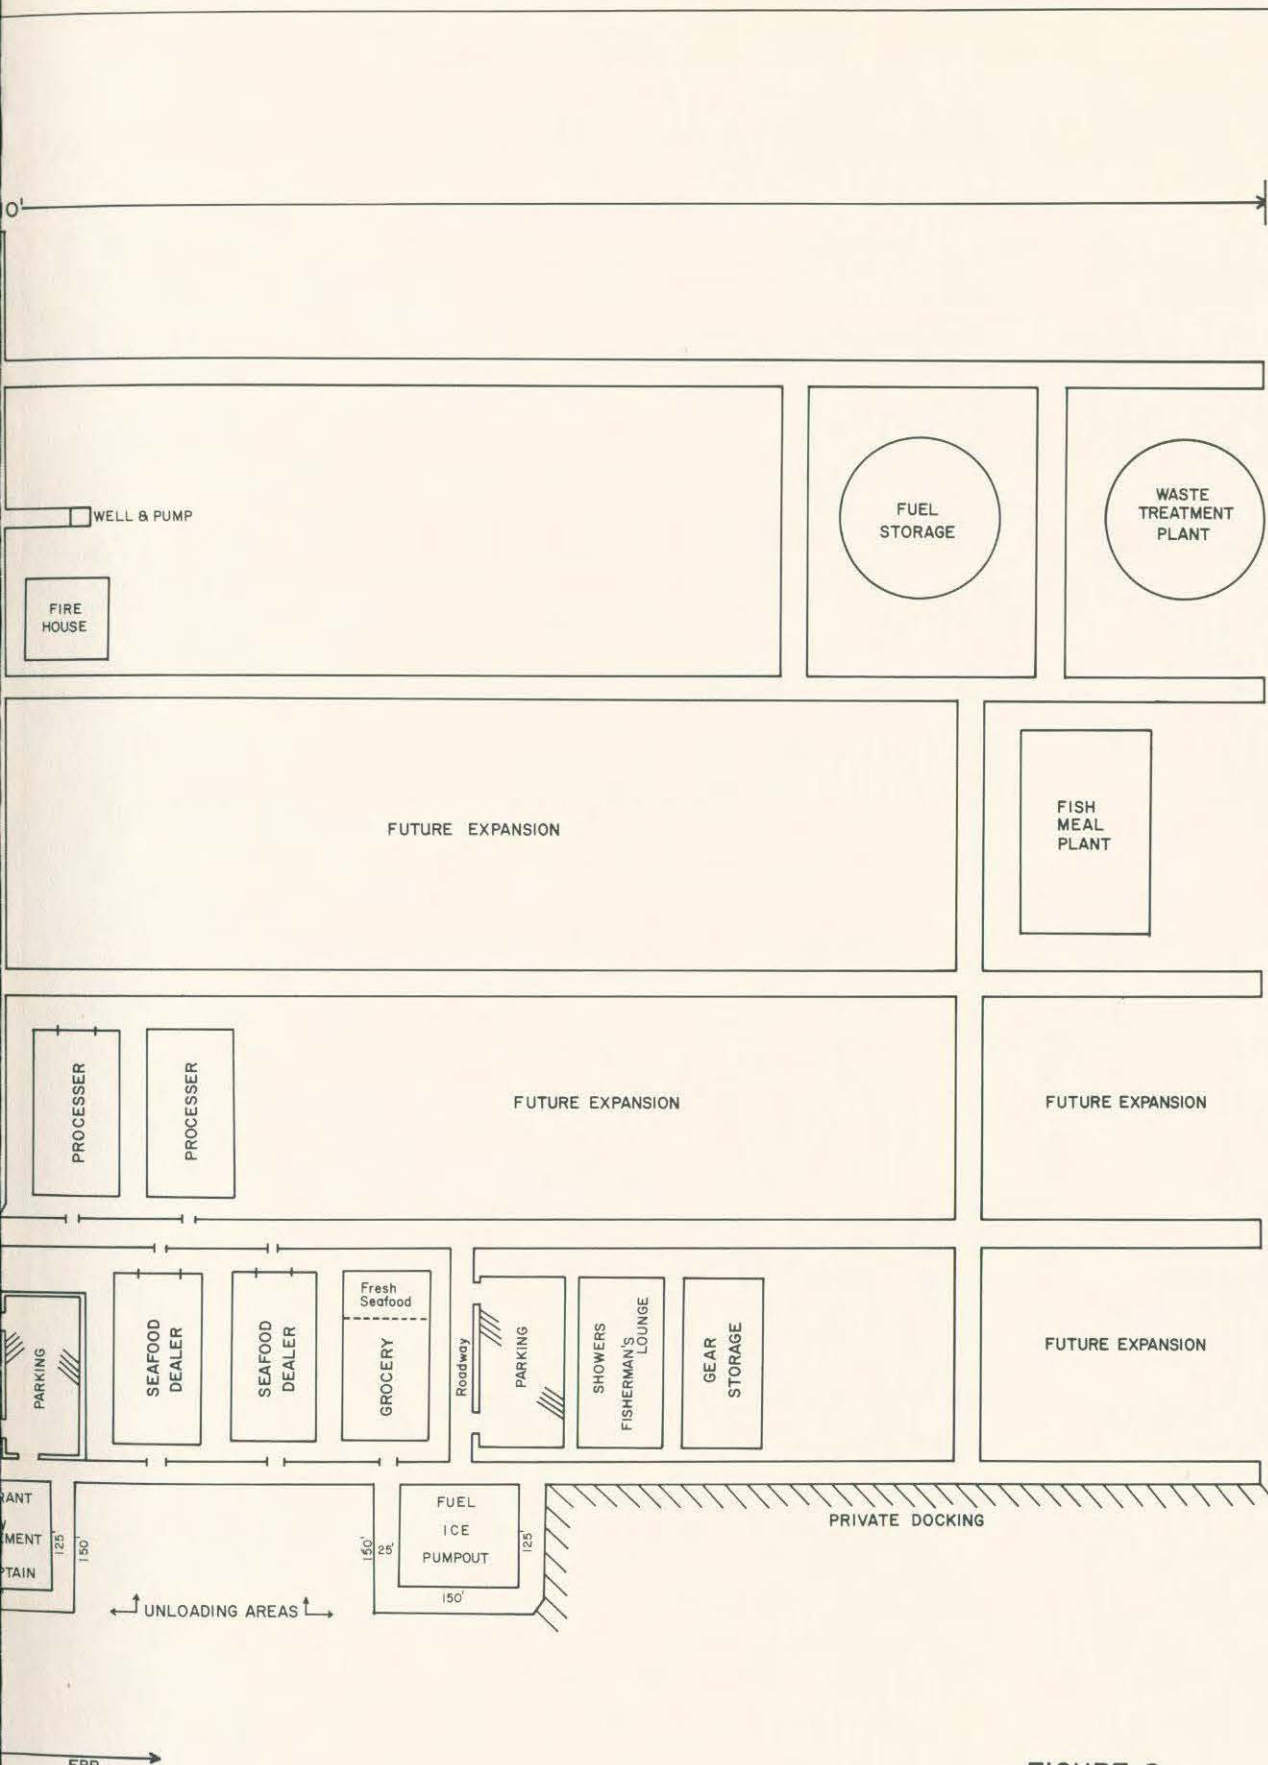 0'
WELL & PUMP
FUEL
STORAGE
WASTE
TREATMENT
PLANT
FIRE
HOUSE
FUTURE EXPANSION
FISH
MEAL
PLANT
PROCESSER
PROCESSER
FUTURE EXPANSION
FUTURE EXPANSION
PARKING
SEAFOOD
DEALER
SEAFOOD
DEALER
Fresh
Seafood
GROCERY
Roadway
PARKING
SHOWERS
FISHERMAN'S
LOUNGE
GEAR
STORAGE
FUTURE EXPANSION
RANT
EMENT
PTAIN
125'
150'
150'
25'
FUEL
ICE
PUMPOUT
125'
150'
PRIVATE DOCKING
UNLOADING AREAS